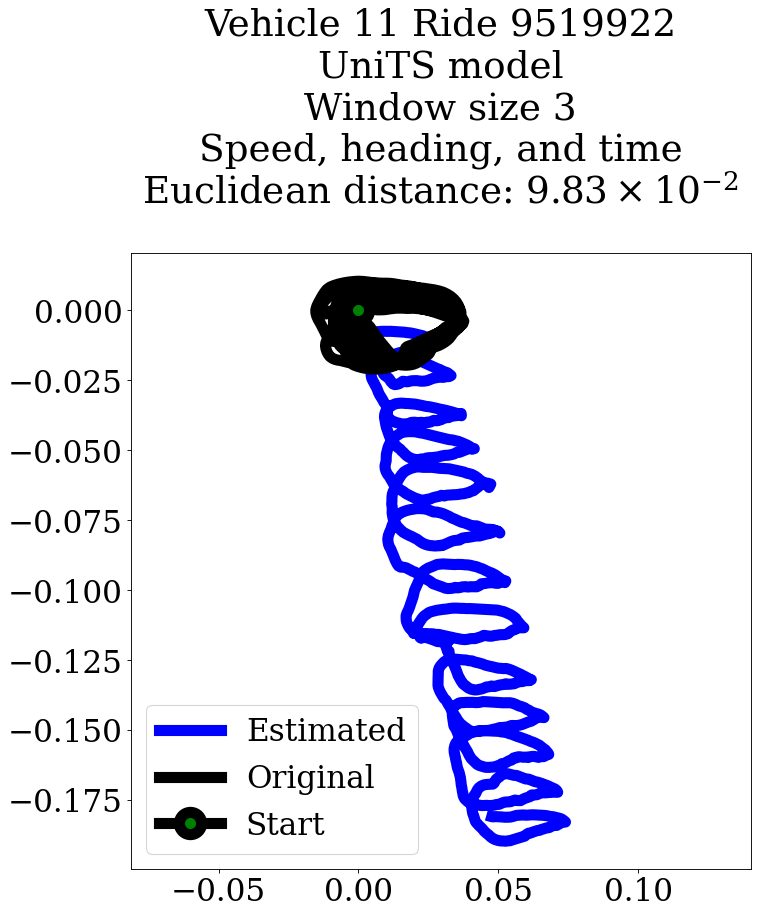 Vehicle 11 Ride 9519922
UniTS model
Window size 3
Speed, heading, and time
Euclidean distance: 9.83 × 10⁻²
0.000
−0.025
−0.050
−0.075
−0.100
−0.125
−0.150
−0.175
Estimated
Original
Start
−0.05 0.00 0.05 0.10